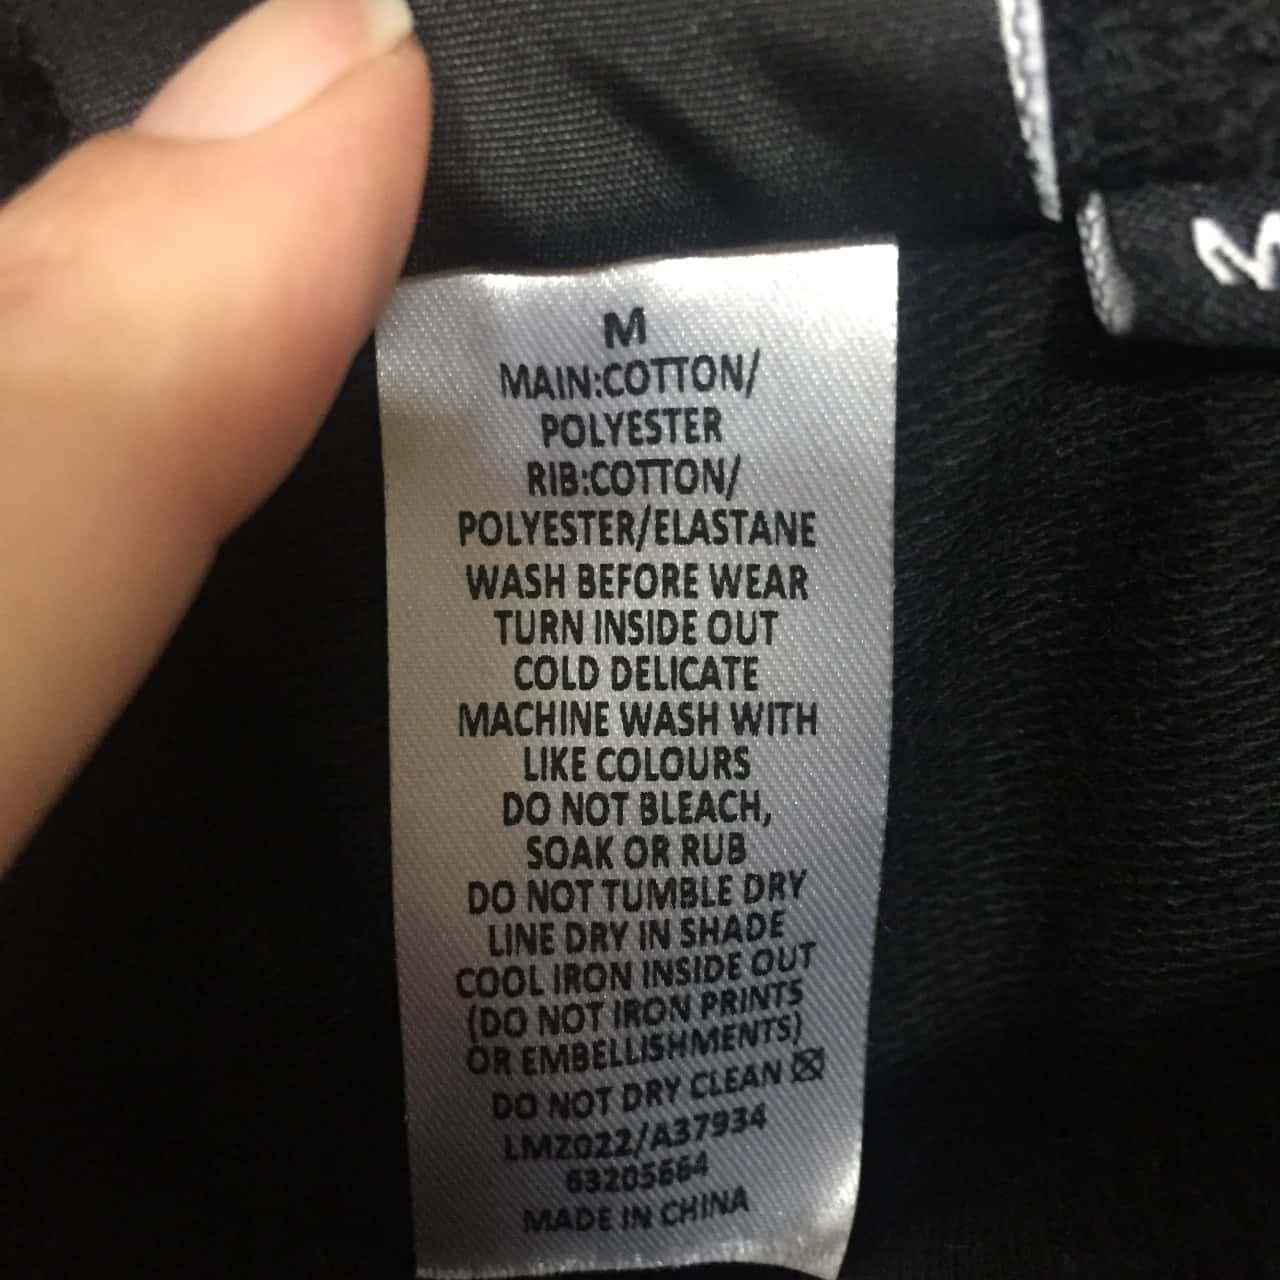 M
MAIN:COTTON/
POLYESTER
RIB:COTTON/
POLYESTER/ELASTANE
WASH BEFORE WEAR
TURN INSIDE OUT
COLD DELICATE
MACHINE WASH WITH
LIKE COLOURS
DO NOT BLEACH,
SOAK OR RUB
DO NOT TUMBLE DRY
LINE DRY IN SHADE
COOL IRON INSIDE OUT
(DO NOT IRON PRINTS
OR EMBELLISHMENTS)
DO NOT DRY CLEAN
LMZ022/A37934
63205664
MADE IN CHINA
M